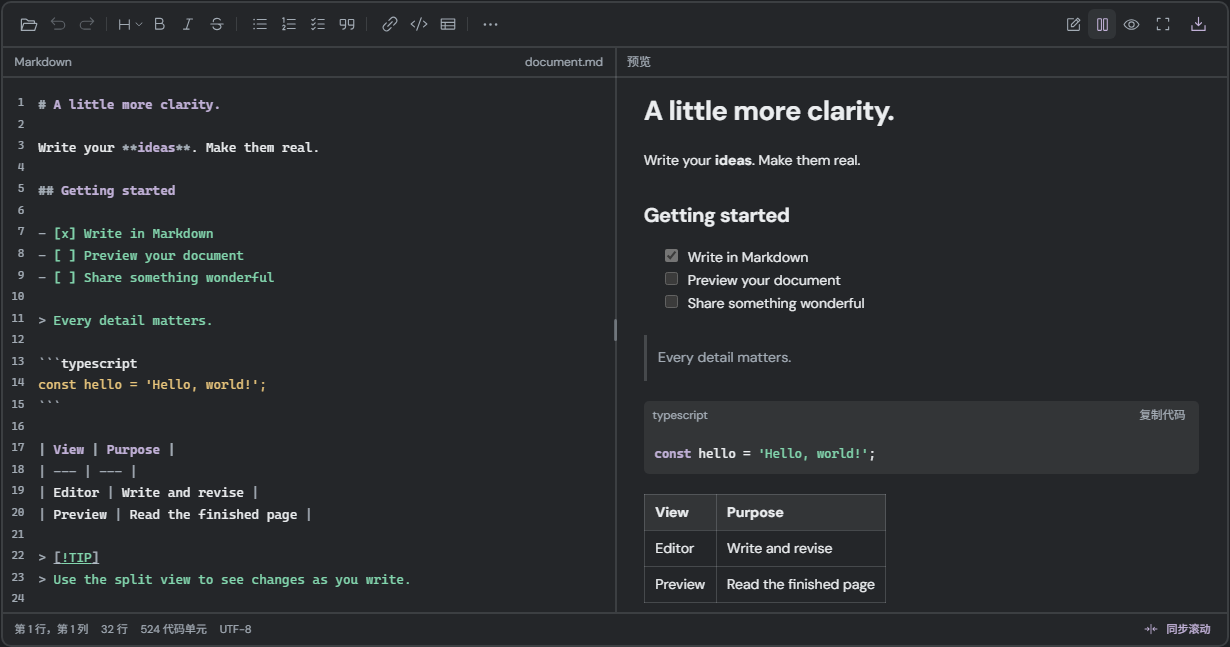 H B I S
Markdown document.md 预览
1 # A little more clarity.
2
3 Write your **ideas**. Make them real.
4
5 ## Getting started
6
7 - [x] Write in Markdown
8 - [ ] Preview your document
9 - [ ] Share something wonderful
10
11 > Every detail matters.
12
13 ```typescript
14 const hello = 'Hello, world!';
15 ```
16
17 | View | Purpose |
18 | --- | --- |
19 | Editor | Write and revise |
20 | Preview | Read the finished page |
21
22 > [!TIP]
23 > Use the split view to see changes as you write.
24
A little more clarity.
Write your ideas. Make them real.
Getting started
Write in Markdown
Preview your document
Share something wonderful
Every detail matters.
typescript 复制代码
const hello = 'Hello, world!';
View Purpose
Editor Write and revise
Preview Read the finished page
第 1 行，第 1 列 32 行 524 代码单元 UTF-8 同步滚动